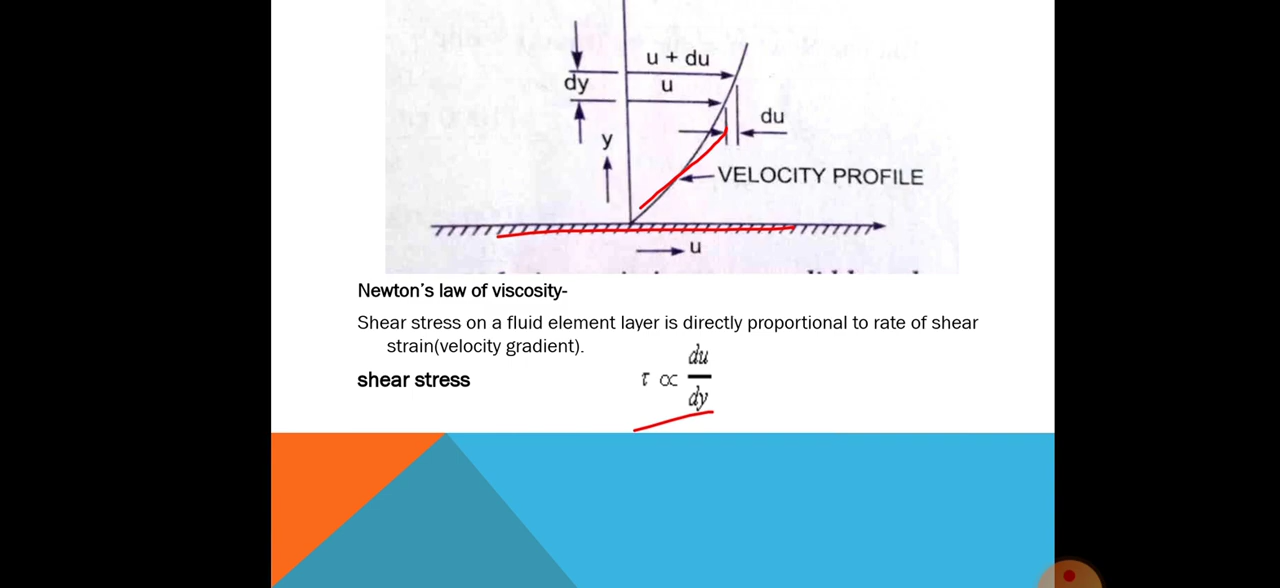 u + du
dy
u
du
y
VELOCITY PROFILE
u
Newton's law of viscosity-
Shear stress on a fluid element layer is directly proportional to rate of shear
strain(velocity gradient).
shear stress τ ∝ du/dy